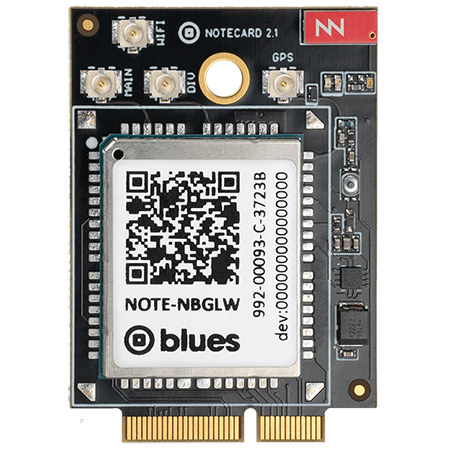 NOTECARD 2.1
WIFI
MAIN
DIV
GPS
NOTE-NBGLW
blues
992-00093-C-3723B
dev:000000000000000